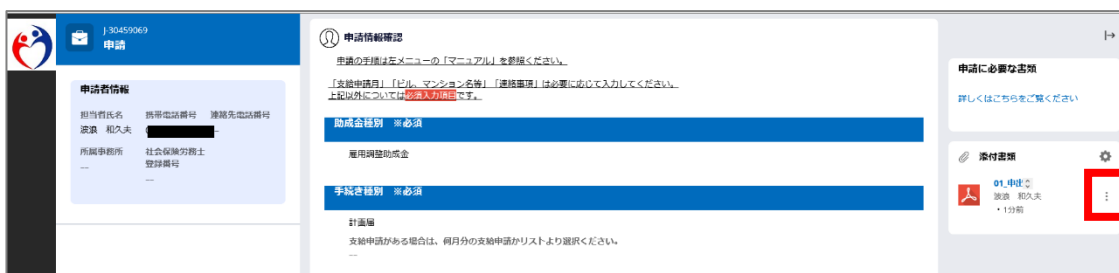 J-30459069
申請
申請者情報
担当者氏名 携帯電話番号 連絡先電話番号
波浪 和久夫 --
所属事務所 社会保険労務士
登録番号
--
--
申請情報確認
申請の手順は左メニューの「マニュアル」を参照ください。
「支給申請月」「ビル、マンション名等」「連絡事項」は必要に応じて入力してください。
上記以外については必須入力項目です。
助成金種別 ※必須
雇用調整助成金
手続き種別 ※必須
計画届
支給申請がある場合は、何月分の支給申請かリストより選択ください。
--
申請に必要な書類
詳しくはこちらをご覧ください
添付書類
01_申出
波浪 和久夫
・1分前